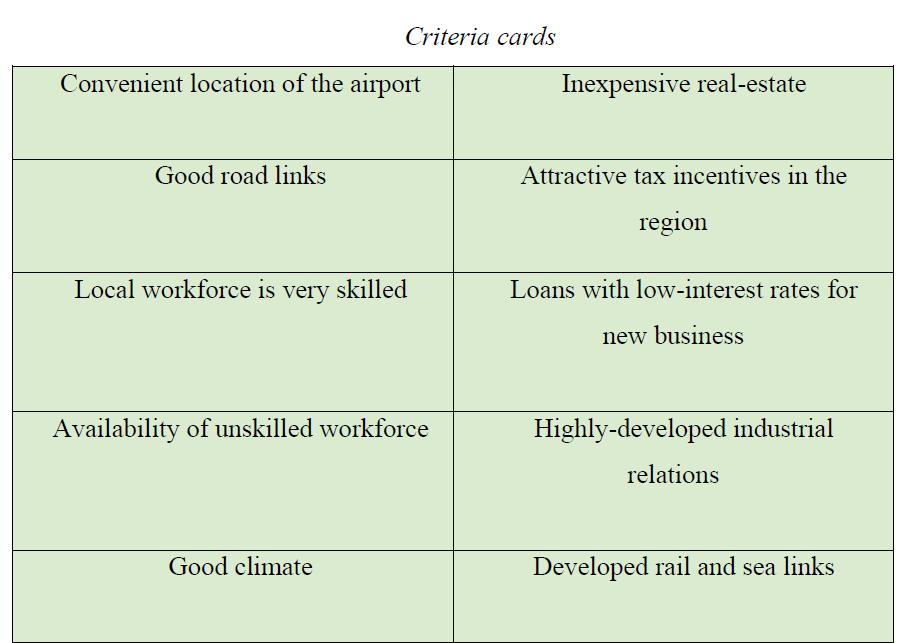 Criteria cards
Convenient location of the airport
Inexpensive real-estate
Good road links
Attractive tax incentives in the
region
Local workforce is very skilled
Loans with low-interest rates for
new business
Availability of unskilled workforce
Highly-developed industrial
relations
Good climate
Developed rail and sea links